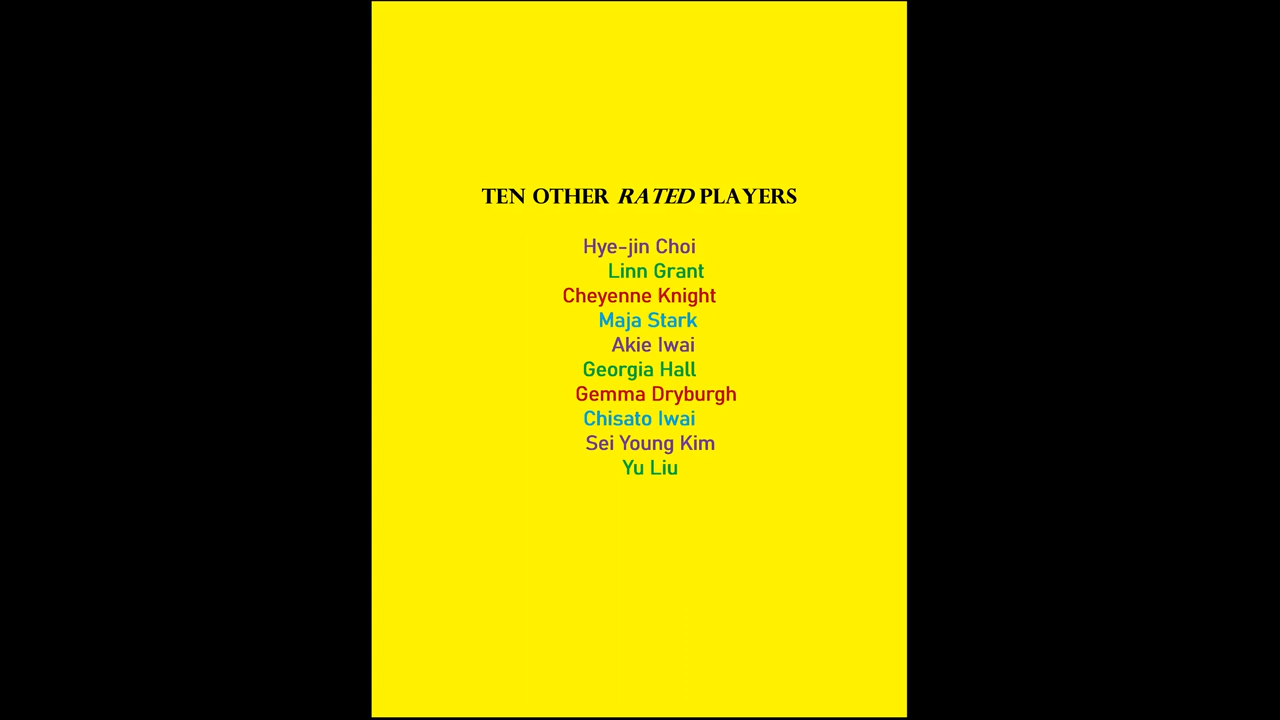 TEN OTHER RATED PLAYERS
Hye-jin Choi
Linn Grant
Cheyenne Knight
Maja Stark
Akie Iwai
Georgia Hall
Gemma Dryburgh
Chisato Iwai
Sei Young Kim
Yu Liu